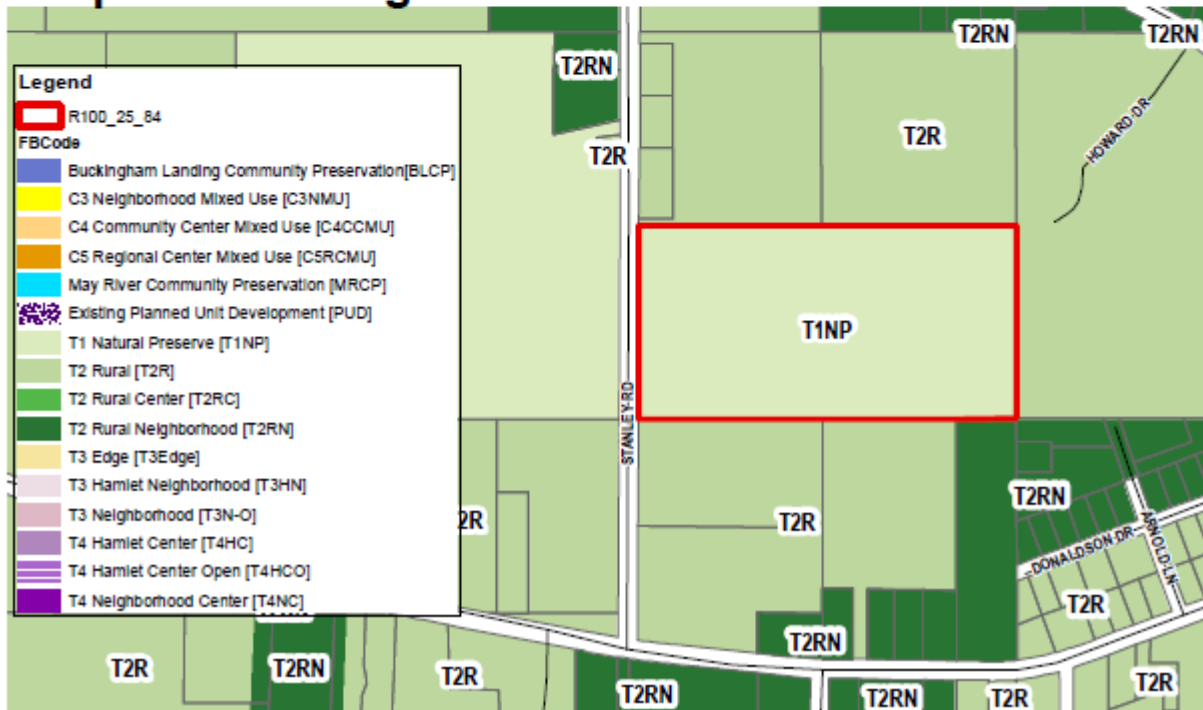 Legend
R100_25_84
FBCode
Buckingham Landing Community Preservation[BLCP]
C3 Neighborhood Mixed Use [C3NMU]
C4 Community Center Mixed Use [C4CCMU]
C5 Regional Center Mixed Use [C5RCMU]
May River Community Preservation [MRCP]
Existing Planned Unit Development [PUD]
T1 Natural Preserve [T1NP]
T2 Rural [T2R]
T2 Rural Center [T2RC]
T2 Rural Neighborhood [T2RN]
T3 Edge [T3Edge]
T3 Hamlet Neighborhood [T3HN]
T3 Neighborhood [T3N-O]
T4 Hamlet Center [T4HC]
T4 Hamlet Center Open [T4HCO]
T4 Neighborhood Center [T4NC]
T2RN
T2RN
T2RN
T2R
T2R
HOWARD DR
T1NP
STANLEY RD
2R
T2R
T2RN
DONALDSON DR
ARNOLD LN
T2R
T2RN
T2R
T2RN
T2R
T2RN
T2RN
T2R
T2R